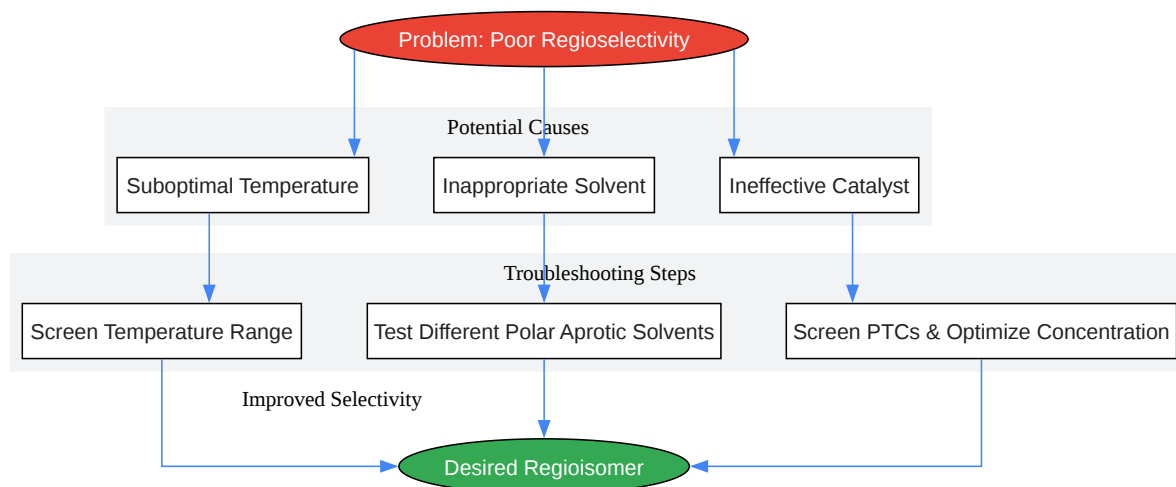 Problem: Poor Regioselectivity
Potential Causes
Suboptimal Temperature
Inappropriate Solvent
Ineffective Catalyst
Troubleshooting Steps
Screen Temperature Range
Test Different Polar Aprotic Solvents
Screen PTCs & Optimize Concentration
Improved Selectivity
Desired Regioisomer